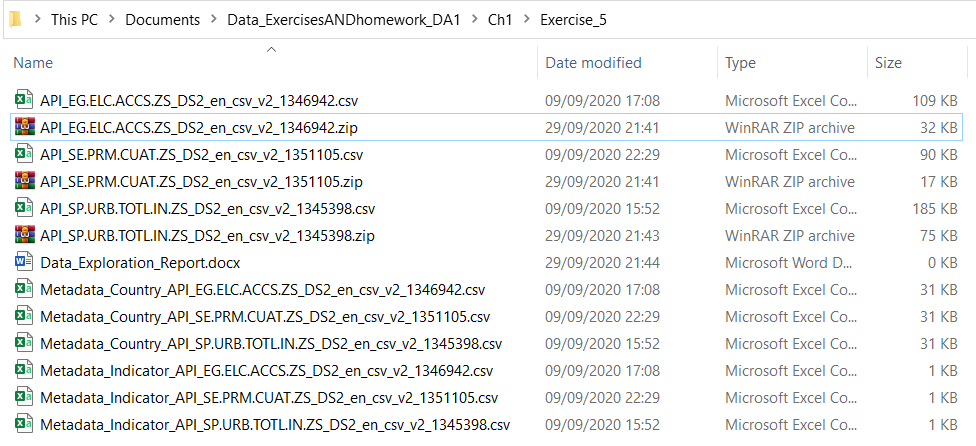 This PC > Documents > Data_ExercisesANDhomework_DA1 > Ch1 > Exercise_5
Name Date modified Type Size
API_EG.ELC.ACCS.ZS_DS2_en_csv_v2_1346942.csv 09/09/2020 17:08 Microsoft Excel Co... 109 KB
API_EG.ELC.ACCS.ZS_DS2_en_csv_v2_1346942.zip 29/09/2020 21:41 WinRAR ZIP archive 32 KB
API_SE.PRM.CUAT.ZS_DS2_en_csv_v2_1351105.csv 09/09/2020 22:29 Microsoft Excel Co... 90 KB
API_SE.PRM.CUAT.ZS_DS2_en_csv_v2_1351105.zip 29/09/2020 21:41 WinRAR ZIP archive 17 KB
API_SP.URB.TOTL.IN.ZS_DS2_en_csv_v2_1345398.csv 09/09/2020 15:52 Microsoft Excel Co... 185 KB
API_SP.URB.TOTL.IN.ZS_DS2_en_csv_v2_1345398.zip 29/09/2020 21:43 WinRAR ZIP archive 75 KB
Data_Exploration_Report.docx 29/09/2020 21:44 Microsoft Word D... 0 KB
Metadata_Country_API_EG.ELC.ACCS.ZS_DS2_en_csv_v2_1346942.csv 09/09/2020 17:08 Microsoft Excel Co... 31 KB
Metadata_Country_API_SE.PRM.CUAT.ZS_DS2_en_csv_v2_1351105.csv 09/09/2020 22:29 Microsoft Excel Co... 31 KB
Metadata_Country_API_SP.URB.TOTL.IN.ZS_DS2_en_csv_v2_1345398.csv 09/09/2020 15:52 Microsoft Excel Co... 31 KB
Metadata_Indicator_API_EG.ELC.ACCS.ZS_DS2_en_csv_v2_1346942.csv 09/09/2020 17:08 Microsoft Excel Co... 1 KB
Metadata_Indicator_API_SE.PRM.CUAT.ZS_DS2_en_csv_v2_1351105.csv 09/09/2020 22:29 Microsoft Excel Co... 1 KB
Metadata_Indicator_API_SP.URB.TOTL.IN.ZS_DS2_en_csv_v2_1345398.csv 09/09/2020 15:52 Microsoft Excel Co... 1 KB